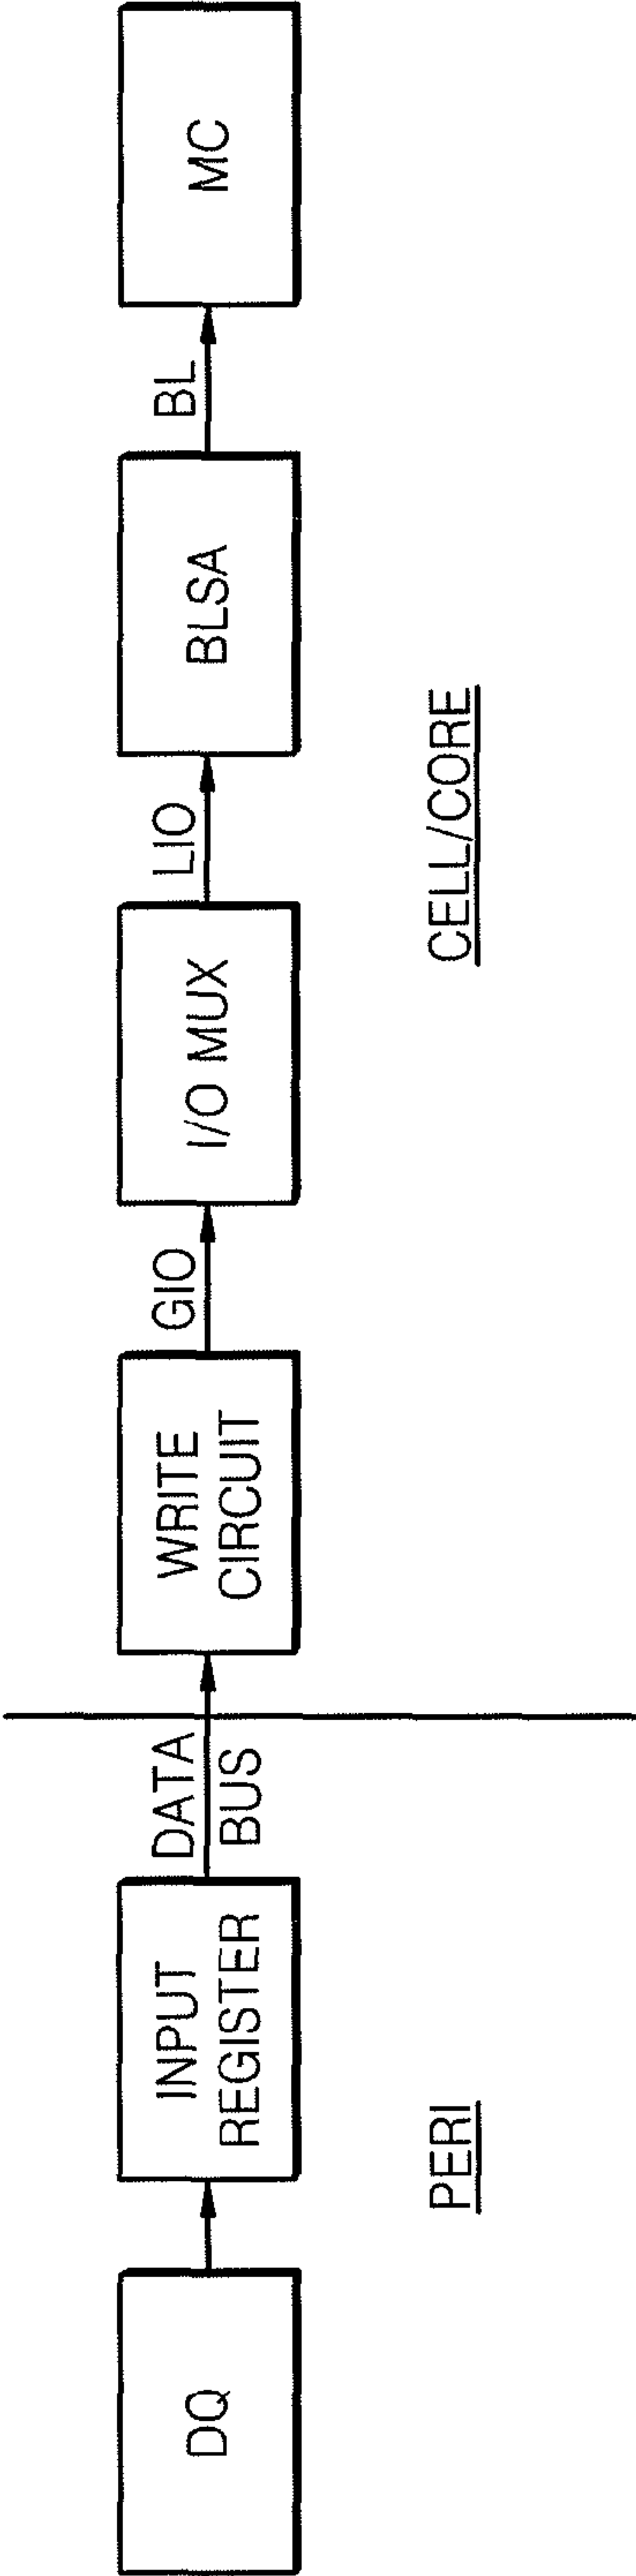 DQ
INPUT
REGISTER
DATA
BUS
WRITE
CIRCUIT
GIO
I/O MUX
LIO
BLSA
BL
MC
PERI
CELL/CORE